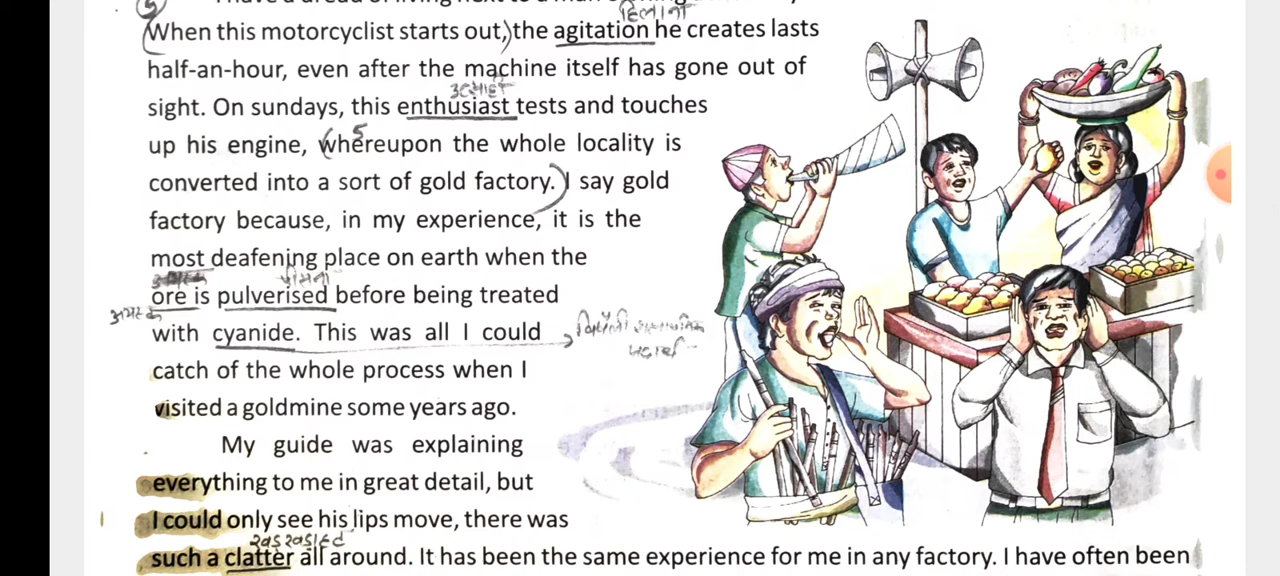 When this motorcyclist starts out, the agitation he creates lasts
half-an-hour, even after the machine itself has gone out of
sight. On sundays, this enthusiast tests and touches
up his engine, whereupon the whole locality is
converted into a sort of gold factory. I say gold
factory because, in my experience, it is the
most deafening place on earth when the
ore is pulverised before being treated
with cyanide. This was all I could
catch of the whole process when I
visited a goldmine some years ago.
My guide was explaining
everything to me in great detail, but
I could only see his lips move, there was
such a clatter all around. It has been the same experience for me in any factory. I have often been